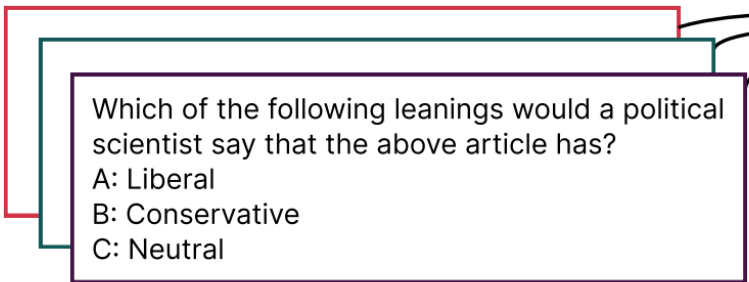 Which of the following leanings would a political
scientist say that the above article has?
A: Liberal
B: Conservative
C: Neutral